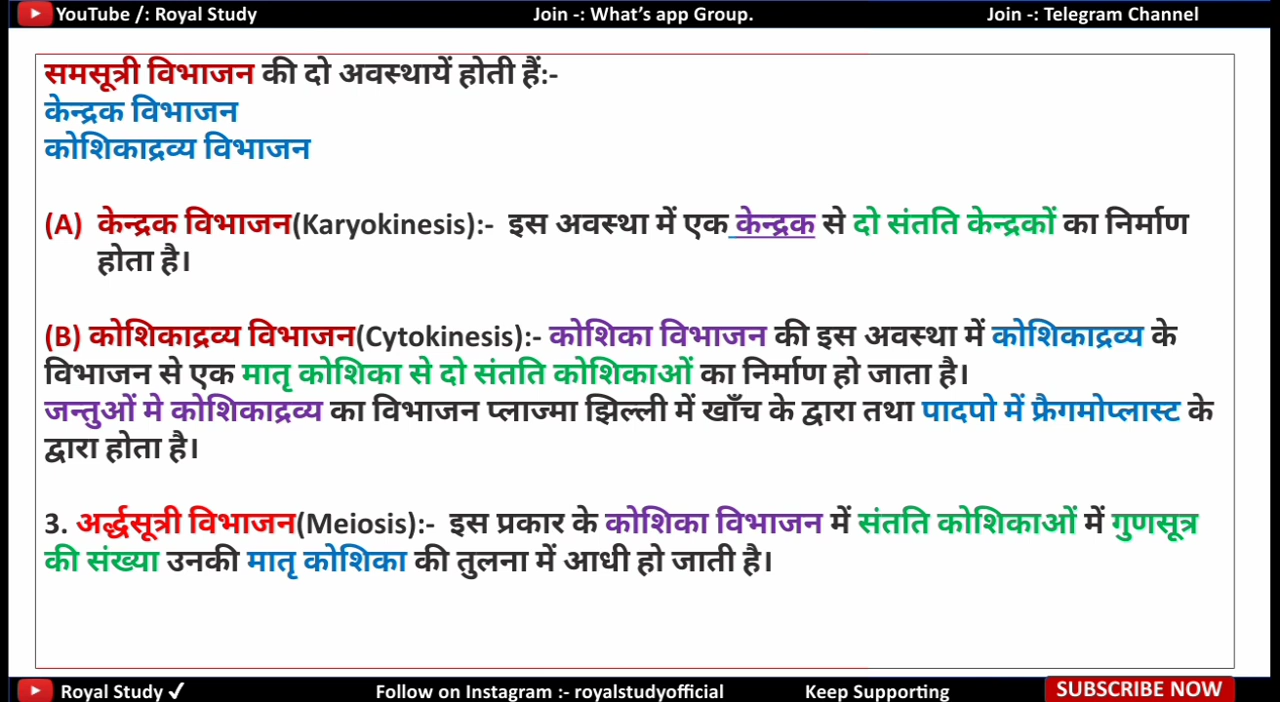 YouTube /: Royal Study Join -: What’s app Group. Join -: Telegram Channel
समसूत्री विभाजन की दो अवस्थायें होती हैं:-
केन्द्रक विभाजन
कोशिकाद्रव्य विभाजन
(A) केन्द्रक विभाजन(Karyokinesis):- इस अवस्था में एक केन्द्रक से दो संतति केन्द्रकों का निर्माण
होता है।
(B) कोशिकाद्रव्य विभाजन(Cytokinesis):- कोशिका विभाजन की इस अवस्था में कोशिकाद्रव्य के
विभाजन से एक मातृ कोशिका से दो संतति कोशिकाओं का निर्माण हो जाता है।
जन्तुओं मे कोशिकाद्रव्य का विभाजन प्लाज्मा झिल्ली में खाँच के द्वारा तथा पादपो में फ्रैगमोप्लास्ट के
द्वारा होता है।
3. अर्द्धसूत्री विभाजन(Meiosis):- इस प्रकार के कोशिका विभाजन में संतति कोशिकाओं में गुणसूत्र
की संख्या उनकी मातृ कोशिका की तुलना में आधी हो जाती है।
Royal Study ✓ Follow on Instagram :- royalstudyofficial Keep Supporting SUBSCRIBE NOW